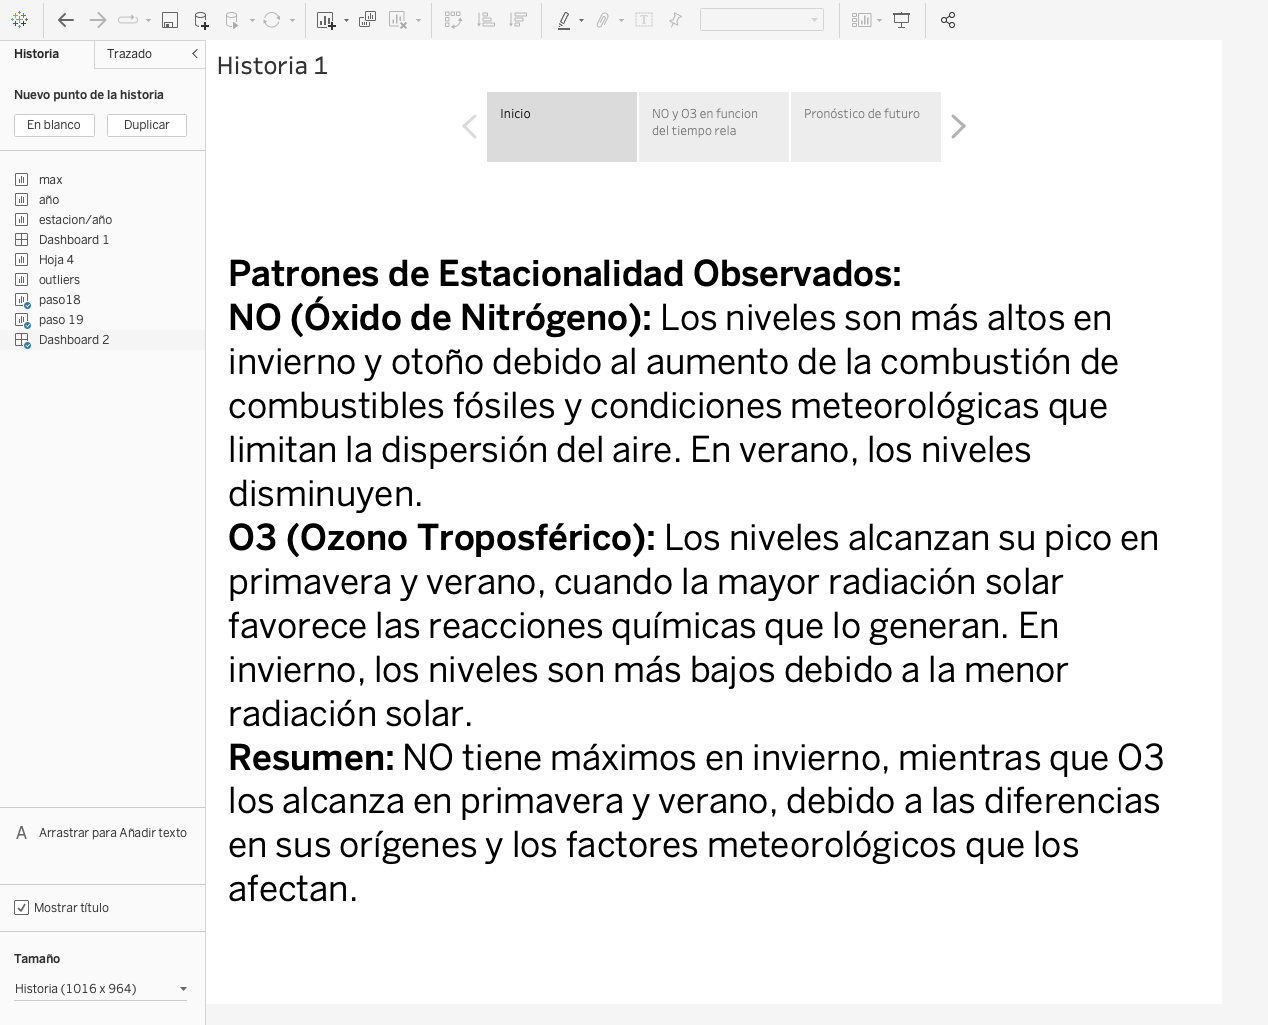 Historia
Trazado
Nuevo punto de la historia
En blanco
Duplicar
max
año
estacion/año
Dashboard 1
Hoja 4
outliers
paso18
paso 19
Dashboard 2
A Arrastrar para Añadir texto
Mostrar título
Tamaño
Historia (1016 x 964)
Historia 1
Inicio
NO y O3 en funcion
del tiempo rela
Pronóstico de futuro
Patrones de Estacionalidad Observados:
NO (Óxido de Nitrógeno): Los niveles son más altos en
invierno y otoño debido al aumento de la combustión de
combustibles fósiles y condiciones meteorológicas que
limitan la dispersión del aire. En verano, los niveles
disminuyen.
O3 (Ozono Troposférico): Los niveles alcanzan su pico en
primavera y verano, cuando la mayor radiación solar
favorece las reacciones químicas que lo generan. En
invierno, los niveles son más bajos debido a la menor
radiación solar.
Resumen: NO tiene máximos en invierno, mientras que O3
los alcanza en primavera y verano, debido a las diferencias
en sus orígenes y los factores meteorológicos que los
afectan.